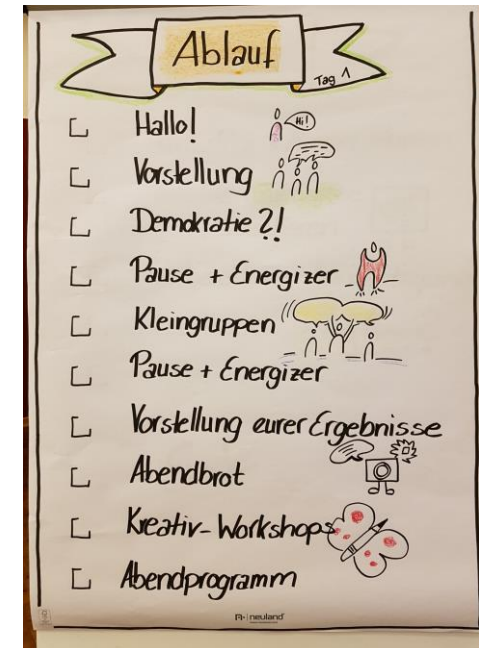 Ablauf
Tag 1
Hallo!
Hi!
Vorstellung
Demokratie ?!
Pause + Energizer
Kleingruppen
Pause + Energizer
Vorstellung eurer Ergebnisse
Abendbrot
Kreativ-Workshops
Abendprogramm
neuland